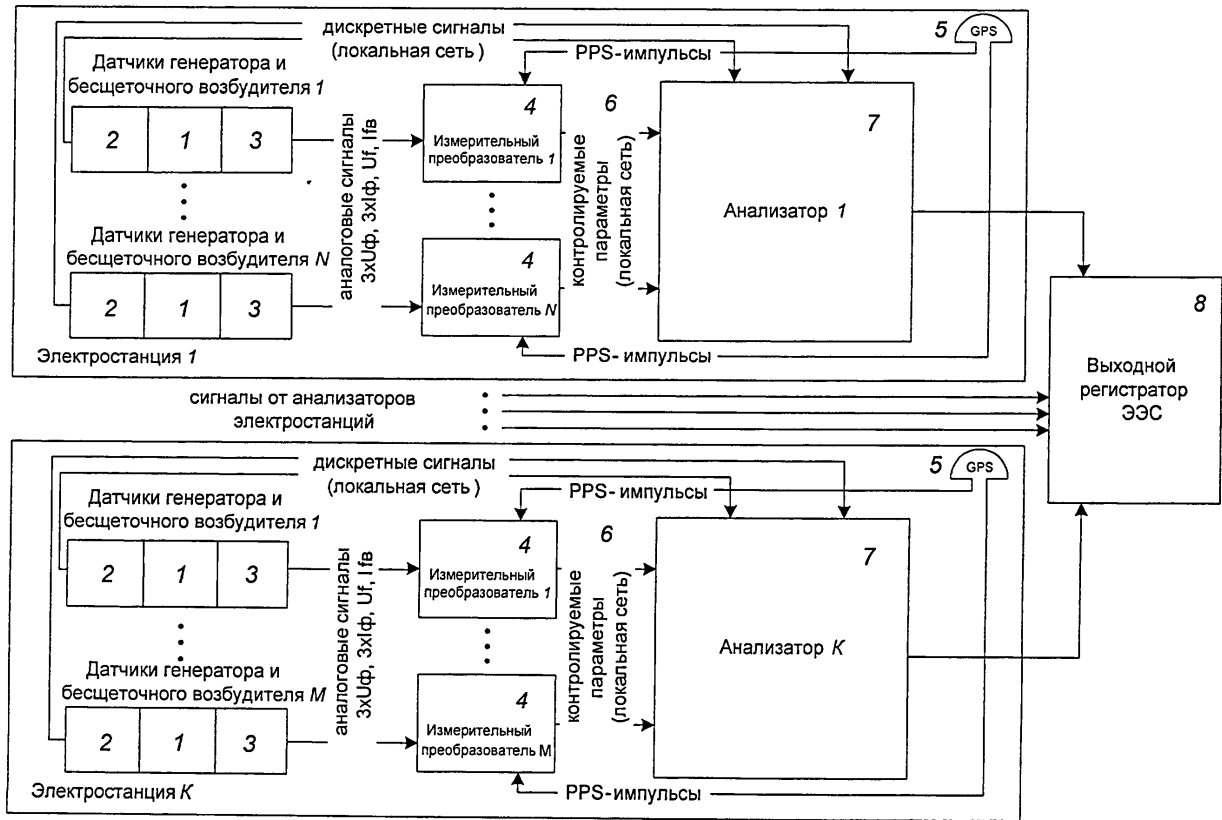 дискретные сигналы
(локальная сеть)
5
GPS
PPS-импульсы
Датчики генератора и
бесщеточного возбудителя 1
2 1 3
аналоговые сигналы
3хUф, 3хIф, Uf, Ifв
4
Измерительный
преобразователь 1
6
контролируемые
параметры
(локальная сеть)
7
Анализатор 1
Датчики генератора и
бесщеточного возбудителя N
2 1 3
4
Измерительный
преобразователь N
PPS-импульсы
Электростанция 1
8
Выходной
регистратор
ЭЭС
сигналы от анализаторов
электростанций
дискретные сигналы
(локальная сеть)
5
GPS
PPS-импульсы
Датчики генератора и
бесщеточного возбудителя 1
2 1 3
аналоговые сигналы
3хUф, 3хIф, Uf, Ifв
4
Измерительный
преобразователь 1
6
контролируемые
параметры
(локальная сеть)
7
Анализатор К
Датчики генератора и
бесщеточного возбудителя М
2 1 3
4
Измерительный
преобразователь М
PPS-импульсы
Электростанция К